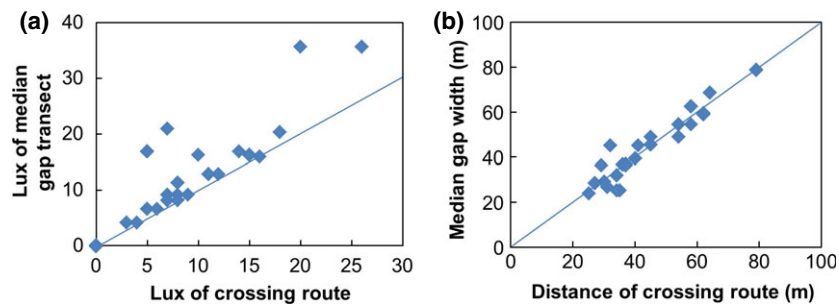 (a)
Lux of median
gap transect
40
30
20
10
0
0 5 10 15 20 25 30
Lux of crossing route
(b)
Median gap width (m)
100
80
60
40
20
0
0 20 40 60 80 100
Distance of crossing route (m)